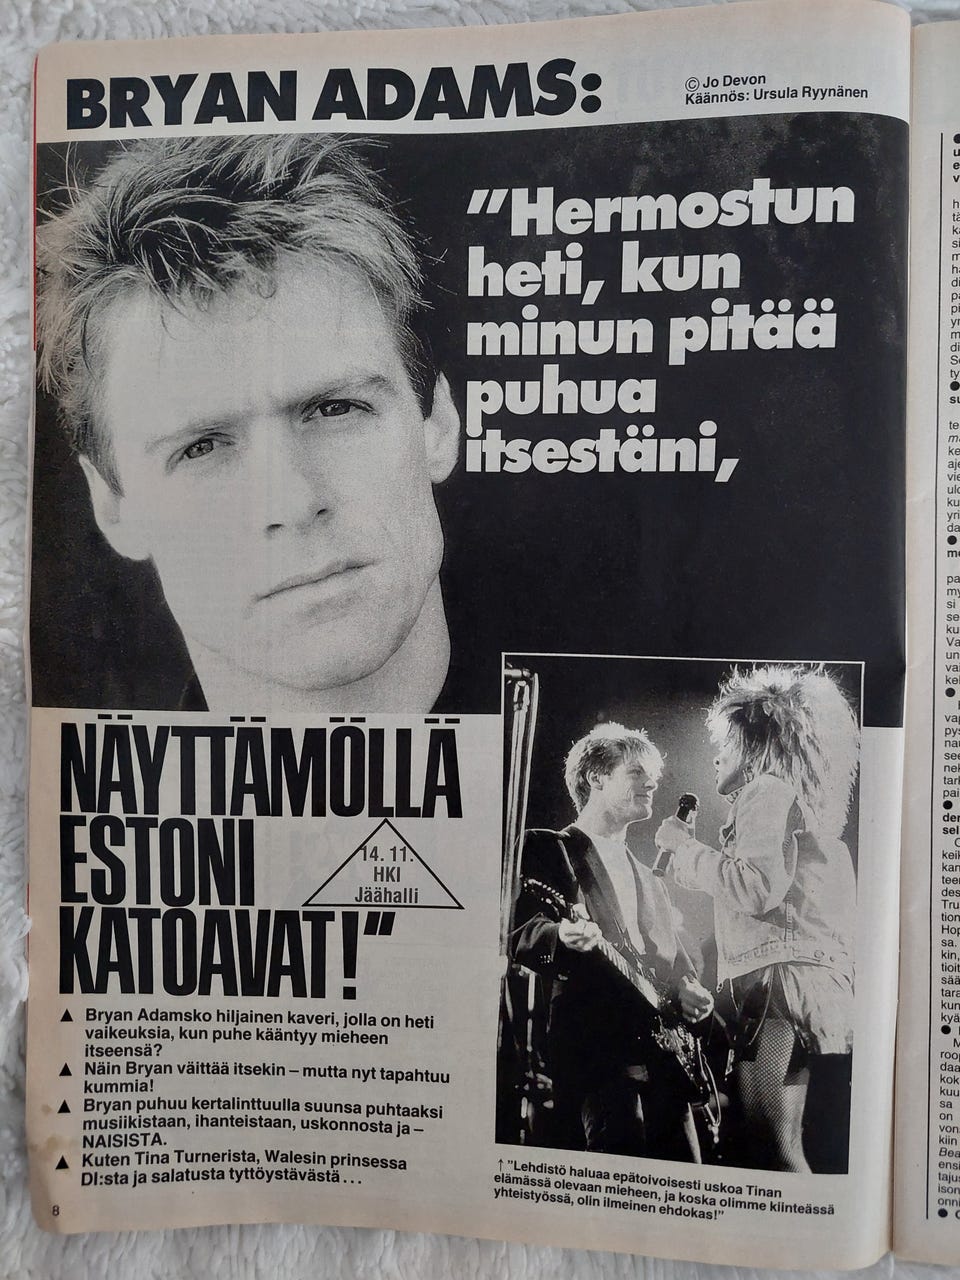 BRYAN ADAMS:
© Jo Devon
Käännös: Ursula Ryynänen
"Hermostun
heti, kun
minun pitää
puhua
itsestäni,
NÄYTTÄMÖLLÄ
ESTONI
KATOAVAT!"
14. 11.
HKI
Jäähalli
▲ Bryan Adamsko hiljainen kaveri, jolla on heti
vaikeuksia, kun puhe kääntyy mieheen
itseensä?
▲ Näin Bryan väittää itsekin – mutta nyt tapahtuu
kummia!
▲ Bryan puhuu kertalinttuulla suunsa puhtaaksi
musiikistaan, ihanteistaan, uskonnosta ja –
NAISISTA.
▲ Kuten Tina Turnerista, Walesin prinsessa
DI:sta ja salatusta tyttöystävästä ...
↑ "Lehdistö haluaa epätoivoisesti uskoa Tinan
elämässä olevaan mieheen, ja koska olimme kiinteässä
yhteistyössä, olin ilmeinen ehdokas!"
8